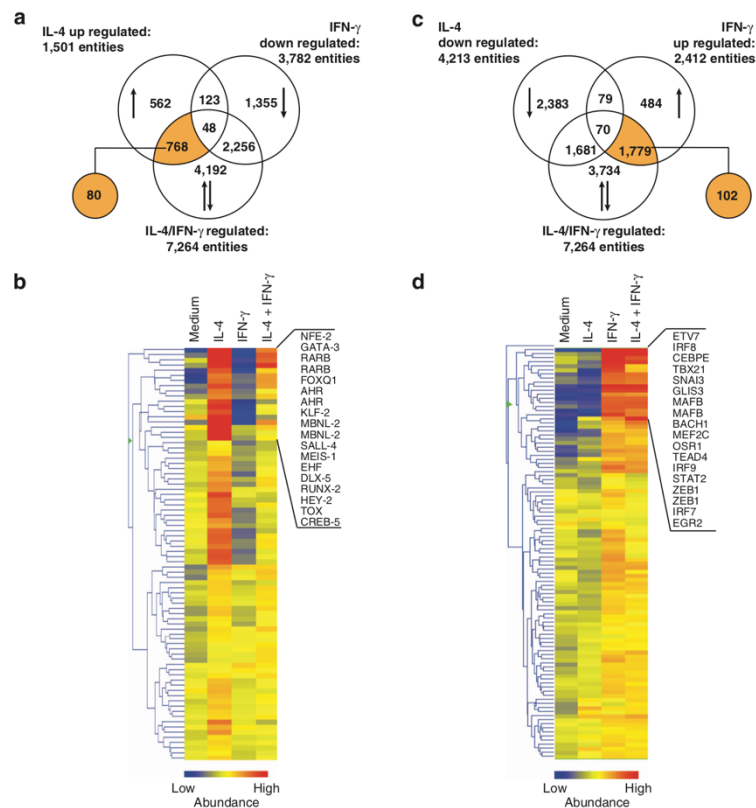 a
IL-4 up regulated:
1,501 entities
IFN-γ
down regulated:
3,782 entities
562
123
1,355
48
768
2,256
4,192
80
IL-4/IFN-γ regulated:
7,264 entities
c
IL-4
down regulated:
4,213 entities
IFN-γ
up regulated:
2,412 entities
2,383
79
484
70
1,681
1,779
3,734
102
IL-4/IFN-γ regulated:
7,264 entities
b
Medium
IL-4
IFN-γ
IL-4 + IFN-γ
NFE-2
GATA-3
RARB
RARB
FOXQ1
AHR
AHR
KLF-2
MBNL-2
MBNL-2
SALL-4
MEIS-1
EHF
DLX-5
RUNX-2
HEY-2
TOX
CREB-5
Low High
Abundance
d
Medium
IL-4
IFN-γ
IL-4 + IFN-γ
ETV7
IRF8
CEBPE
TBX21
SNAI3
GLIS3
MAFB
MAFB
BACH1
MEF2C
OSR1
TEAD4
IRF9
STAT2
ZEB1
ZEB1
IRF7
EGR2
Low High
Abundance